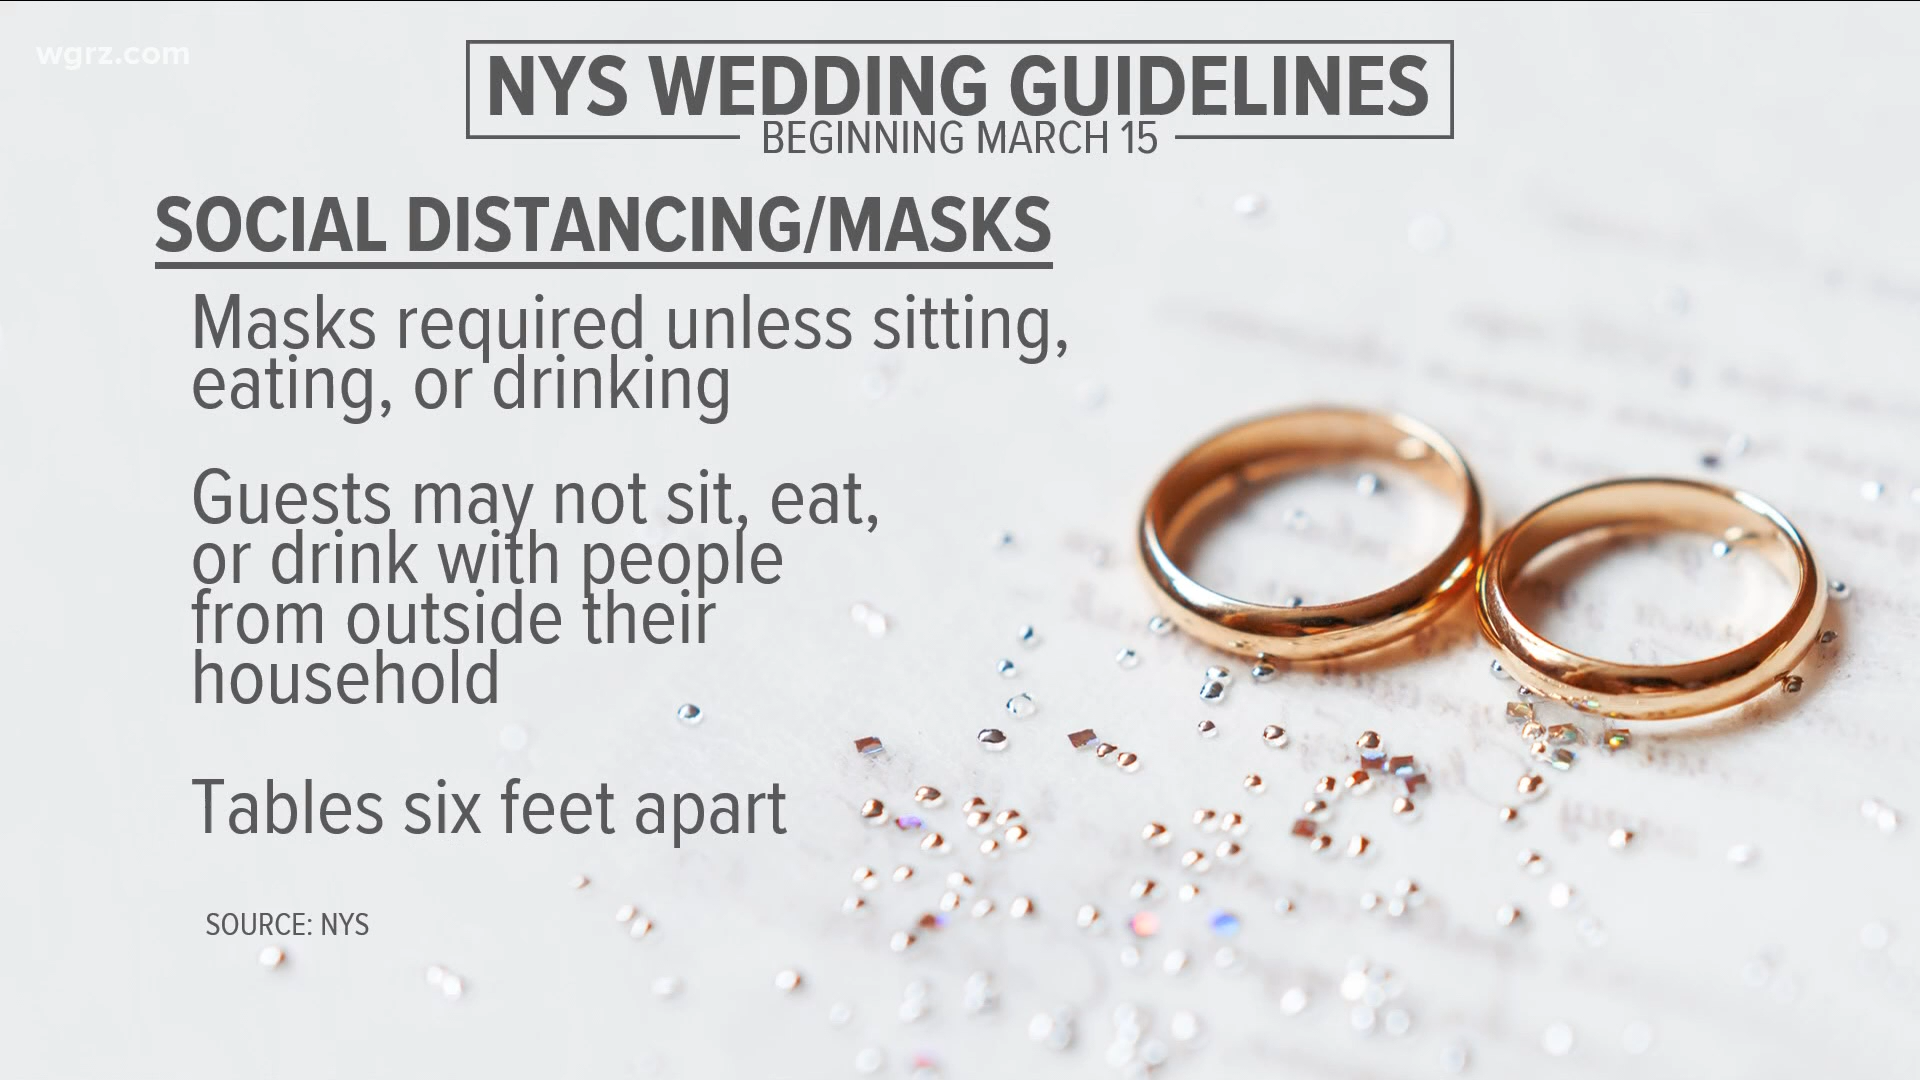 wgrz.com
NYS WEDDING GUIDELINES
BEGINNING MARCH 15
SOCIAL DISTANCING/MASKS
Masks required unless sitting,
eating, or drinking
Guests may not sit, eat,
or drink with people
from outside their
household
Tables six feet apart
SOURCE: NYS